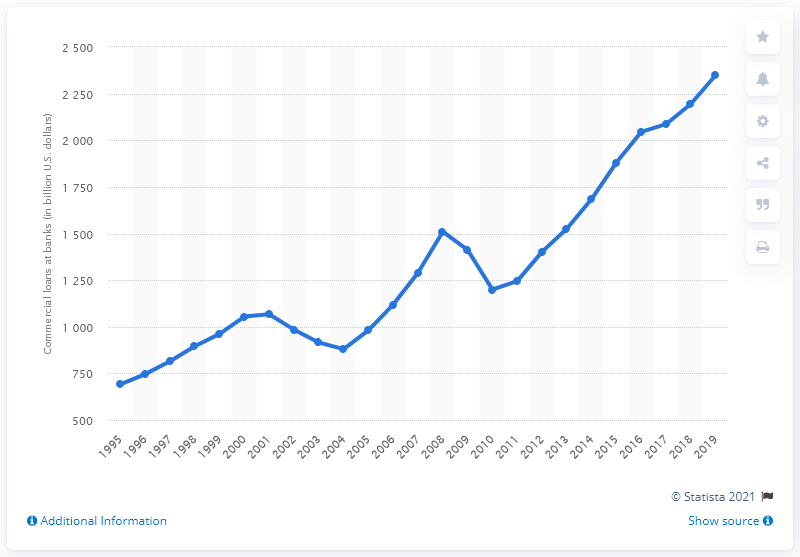 Commercial loans at banks (in billion U.S. dollars)
2 500
2 250
2 000
1 750
1 500
1 250
1 000
750
500
1995 1996 1997 1998 1999 2000 2001 2002 2003 2004 2005 2006 2007 2008 2009 2010 2011 2012 2013 2014 2015 2016 2017 2018 2019
© Statista 2021
Additional Information
Show source